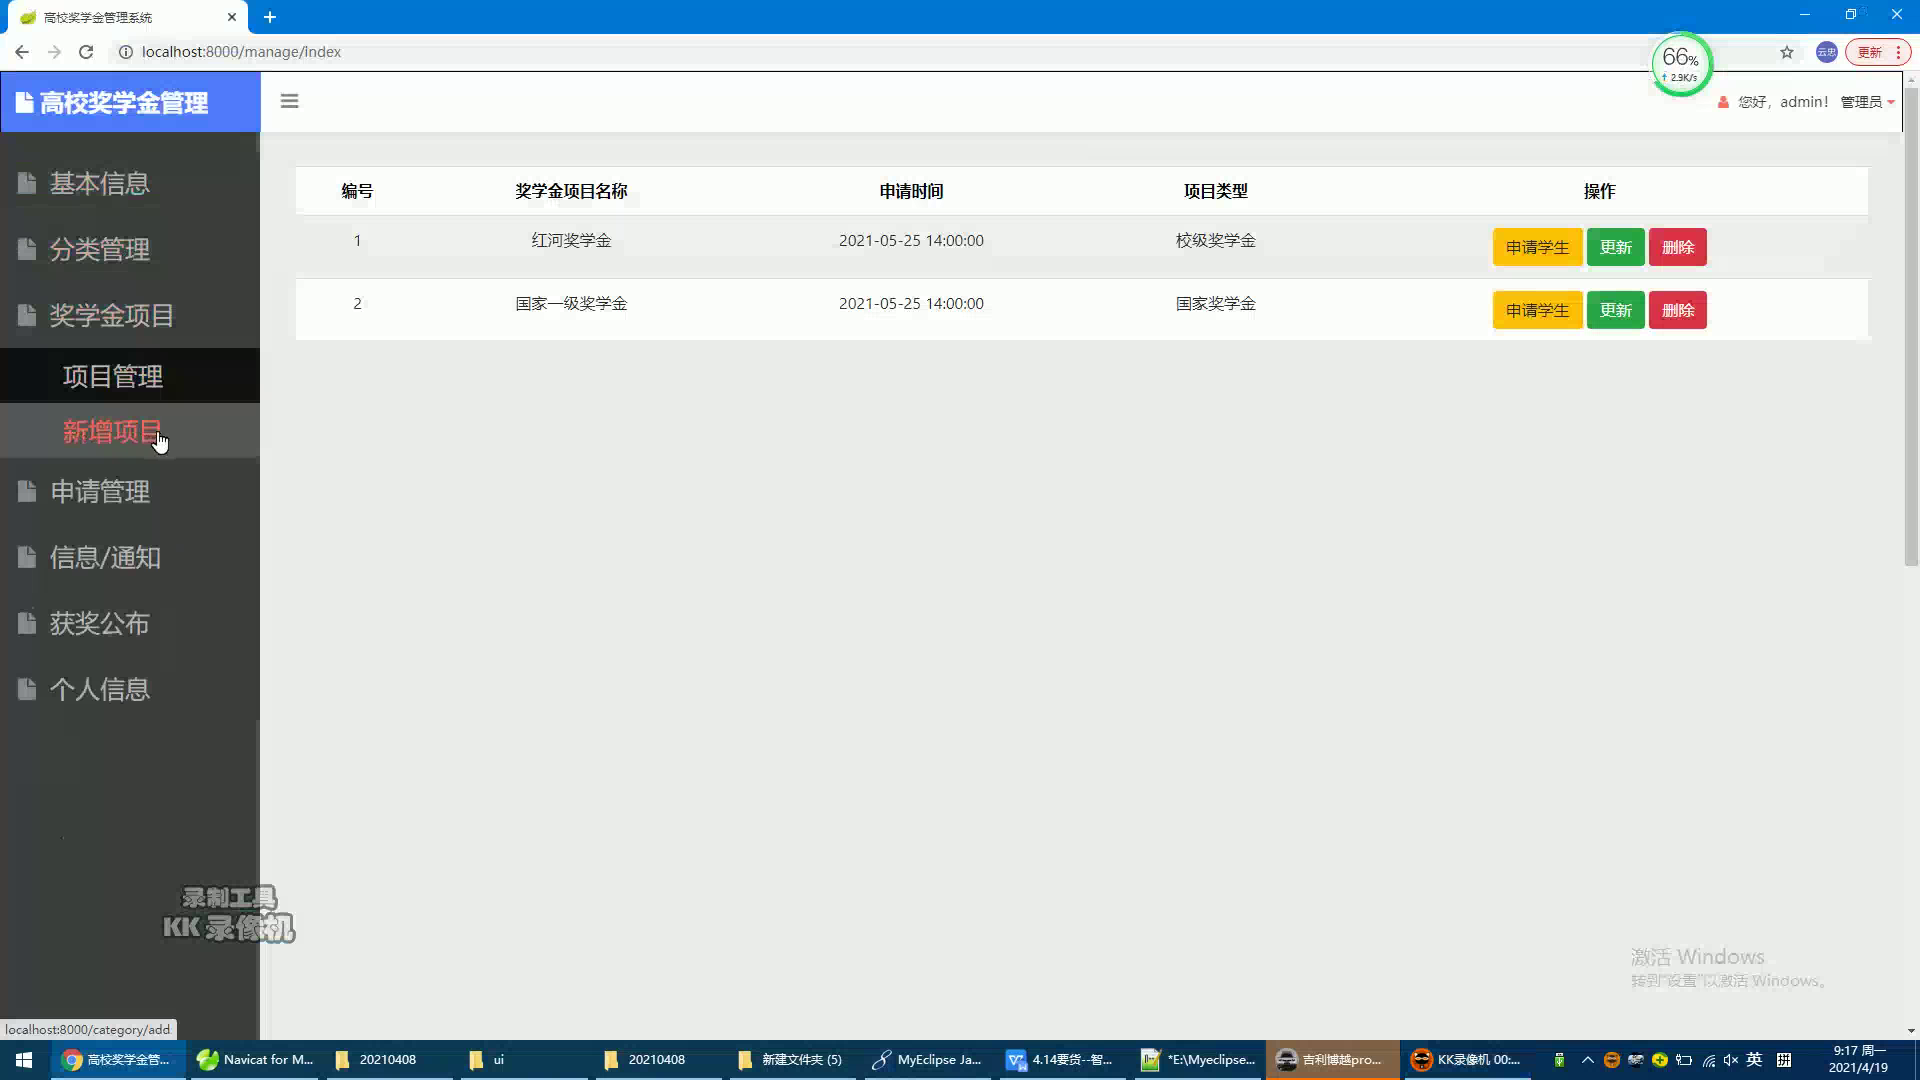 高校奖学金管理系统
localhost:8000/manage/index
更新
66%
↑ 2.9K/s
高校奖学金管理
您好，admin! 管理员
基本信息
分类管理
奖学金项目
项目管理
新增项目
申请管理
信息/通知
获奖公布
个人信息
编号 奖学金项目名称 申请时间 项目类型 操作
1 红河奖学金 2021-05-25 14:00:00 校级奖学金 申请学生 更新 删除
2 国家一级奖学金 2021-05-25 14:00:00 国家奖学金 申请学生 更新 删除
录制工具
KK 录像机
激活 Windows
转到“设置”以激活 Windows。
localhost:8000/category/add
高校奖学金管... Navicat for M... 20210408 ui 20210408 新建文件夹 (5) MyEclipse Ja... 4.14要货--智... *E:\Myeclipse... 吉利博越pro... KK录像机 00:... 英 拼 9:17 周一
2021/4/19